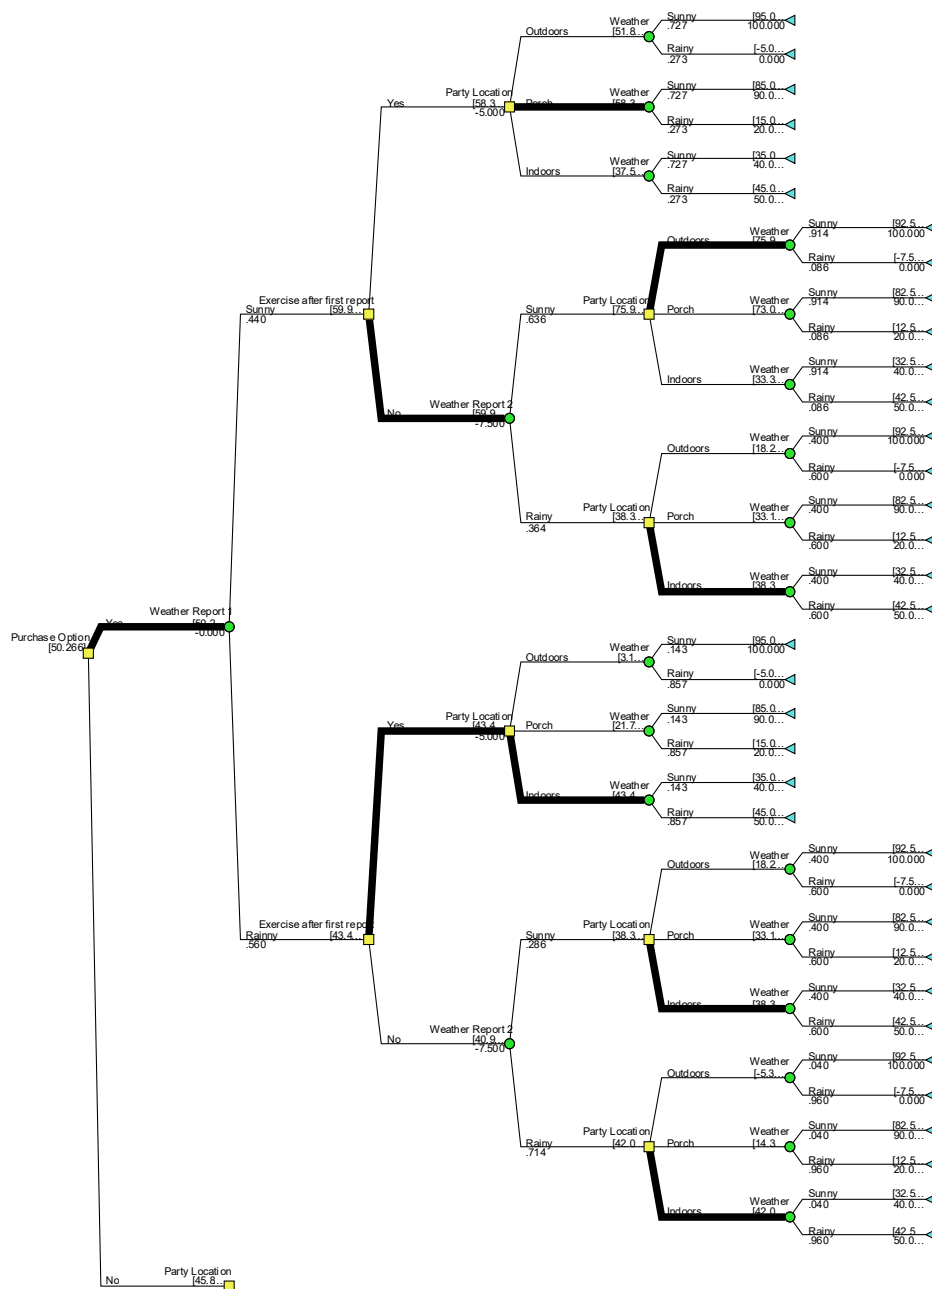 Weather
Sunny [95.0...
.727 100.000
Outdoors [51.8...
Rainy [-5.0...
.273 0.000
Party Location
Yes [58.3...
-5.000
Weather
Sunny [85.0...
.727 90.0...
Porch [58.3...
Rainy [15.0...
.273 20.0...
Weather
Sunny [35.0...
.727 40.0...
Indoors [37.5...
Rainy [45.0...
.273 50.0...
Exercise after first report
Sunny [59.9...
.440
Weather
Sunny [92.5...
.914 100.000
Outdoors [75.9...
Rainy [-7.5...
.086 0.000
Party Location
Sunny [75.9...
.636
Weather
Sunny [82.5...
.914 90.0...
Porch [73.0...
Rainy [12.5...
.086 20.0...
Weather
Sunny [32.5...
.914 40.0...
Indoors [33.3...
Rainy [42.5...
.086 50.0...
Weather Report 2
No [59.9...
-7.500
Weather
Sunny [92.5...
.400 100.000
Outdoors [18.2...
Rainy [-7.5...
.600 0.000
Party Location
Rainy [38.3...
.364
Weather
Sunny [82.5...
.400 90.0...
Porch [33.1...
Rainy [12.5...
.600 20.0...
Weather
Sunny [32.5...
.400 40.0...
Indoors [38.3...
Rainy [42.5...
.600 50.0...
Weather Report 1
Yes [50.2...
-0.000
Purchase Option
[50.266]
Weather
Sunny [95.0...
.143 100.000
Outdoors [3.1...
Rainy [-5.0...
.857 0.000
Party Location
Yes [43.4...
-5.000
Weather
Sunny [85.0...
.143 90.0...
Porch [21.7...
Rainy [15.0...
.857 20.0...
Weather
Sunny [35.0...
.143 40.0...
Indoors [43.4...
Rainy [45.0...
.857 50.0...
Exercise after first report
Rainny [43.4...
.560
Weather
Sunny [92.5...
.400 100.000
Outdoors [18.2...
Rainy [-7.5...
.600 0.000
Party Location
Sunny [38.3...
.286
Weather
Sunny [82.5...
.400 90.0...
Porch [33.1...
Rainy [12.5...
.600 20.0...
Weather
Sunny [32.5...
.400 40.0...
Indoors [38.3...
Rainy [42.5...
.600 50.0...
Weather Report 2
No [40.9...
-7.500
Weather
Sunny [92.5...
.040 100.000
Outdoors [-5.3...
Rainy [-7.5...
.960 0.000
Party Location
Rainy [42.0...
.714
Weather
Sunny [82.5...
.040 90.0...
Porch [14.3...
Rainy [12.5...
.960 20.0...
Weather
Sunny [32.5...
.040 40.0...
Indoors [42.0...
Rainy [42.5...
.960 50.0...
Party Location
No [45.8...